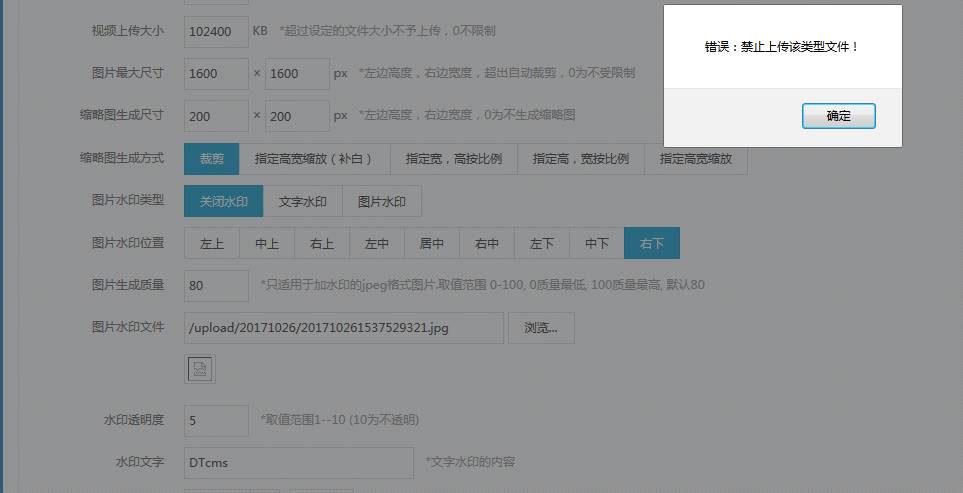 视频上传大小 102400 KB *超过设定的文件大小不予上传，0不限制
图片最大尺寸 1600 × 1600 px *左边高度，右边宽度，超出自动裁剪，0为不受限制
缩略图生成尺寸 200 × 200 px *左边高度，右边宽度，0为不生成缩略图
缩略图生成方式 裁剪 指定高宽缩放（补白） 指定宽，高按比例 指定高，宽按比例 指定高宽缩放
图片水印类型 关闭水印 文字水印 图片水印
图片水印位置 左上 中上 右上 左中 居中 右中 左下 中下 右下
图片生成质量 80 *只适用于加水印的jpeg格式图片.取值范围 0-100, 0质量最低, 100质量最高, 默认80
图片水印文件 /upload/20171026/201710261537529321.jpg 浏览...
水印透明度 5 *取值范围1--10 (10为不透明)
水印文字 DTcms *文字水印的内容
错误：禁止上传该类型文件！
确定